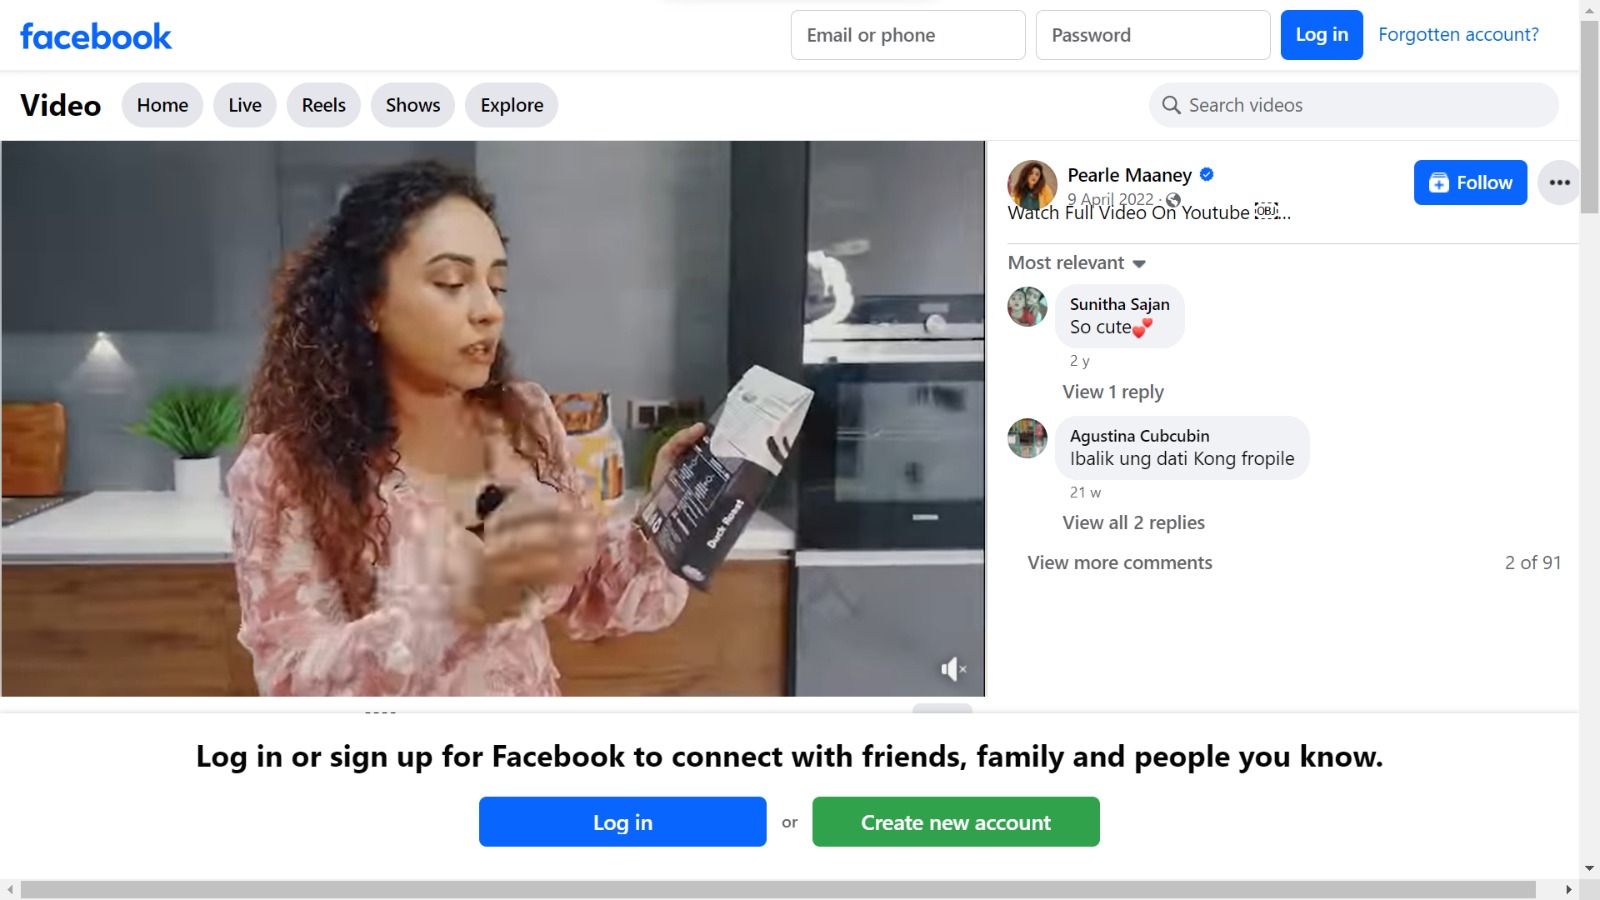 facebook
Email or phone
Password
Log in
Forgotten account?
Video
Home
Live
Reels
Shows
Explore
Search videos
Duck Roast
Pearle Maaney
9 April 2022 ·
Watch Full Video On Youtube ￼...
Follow
Most relevant
Sunitha Sajan
So cute💕
2 y
View 1 reply
Agustina Cubcubin
Ibalik ung dati Kong fropile
21 w
View all 2 replies
View more comments
2 of 91
Log in or sign up for Facebook to connect with friends, family and people you know.
Log in
or
Create new account